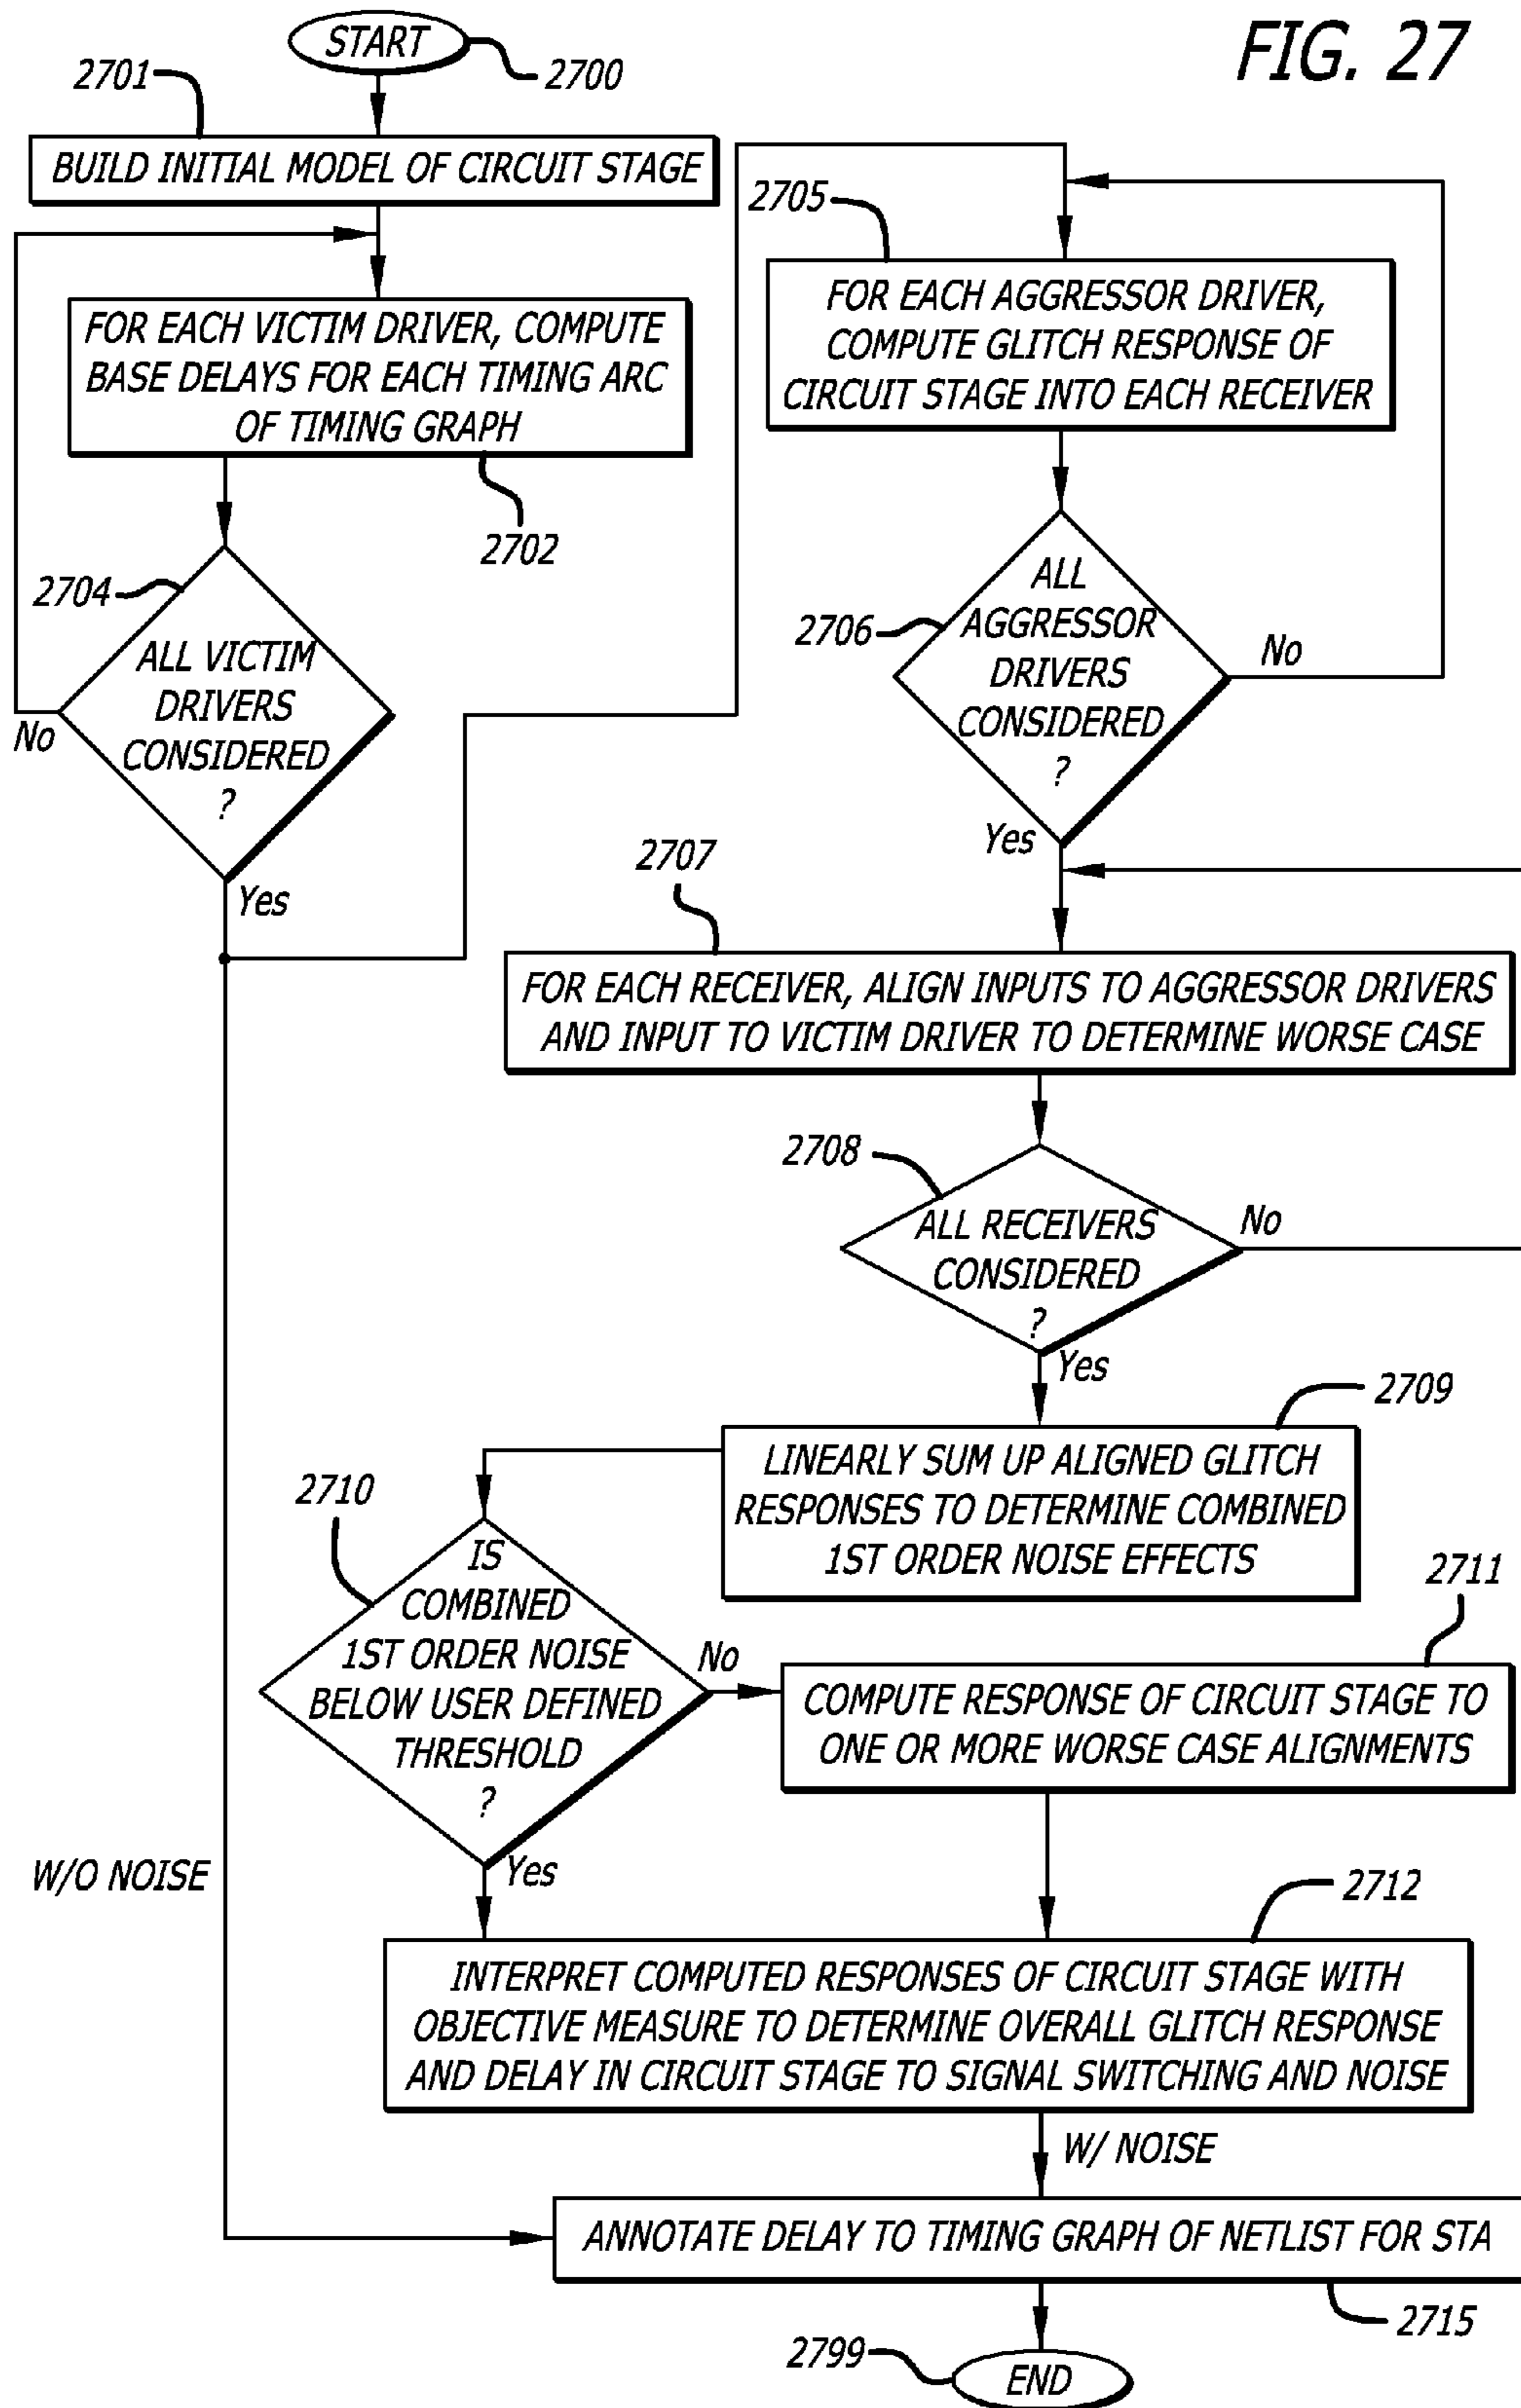 FIG. 27
START
2700
2701
BUILD INITIAL MODEL OF CIRCUIT STAGE
FOR EACH VICTIM DRIVER, COMPUTE
BASE DELAYS FOR EACH TIMING ARC
OF TIMING GRAPH
2702
2704
ALL VICTIM
DRIVERS
CONSIDERED
?
No
Yes
2705
FOR EACH AGGRESSOR DRIVER,
COMPUTE GLITCH RESPONSE OF
CIRCUIT STAGE INTO EACH RECEIVER
2706
ALL
AGGRESSOR
DRIVERS
CONSIDERED
?
No
Yes
2707
FOR EACH RECEIVER, ALIGN INPUTS TO AGGRESSOR DRIVERS
AND INPUT TO VICTIM DRIVER TO DETERMINE WORSE CASE
2708
ALL RECEIVERS
CONSIDERED
?
No
Yes
2709
LINEARLY SUM UP ALIGNED GLITCH
RESPONSES TO DETERMINE COMBINED
1ST ORDER NOISE EFFECTS
2710
IS
COMBINED
1ST ORDER NOISE
BELOW USER DEFINED
THRESHOLD
?
No
Yes
2711
COMPUTE RESPONSE OF CIRCUIT STAGE TO
ONE OR MORE WORSE CASE ALIGNMENTS
W/O NOISE
2712
INTERPRET COMPUTED RESPONSES OF CIRCUIT STAGE WITH
OBJECTIVE MEASURE TO DETERMINE OVERALL GLITCH RESPONSE
AND DELAY IN CIRCUIT STAGE TO SIGNAL SWITCHING AND NOISE
W/ NOISE
ANNOTATE DELAY TO TIMING GRAPH OF NETLIST FOR STA
2715
2799
END